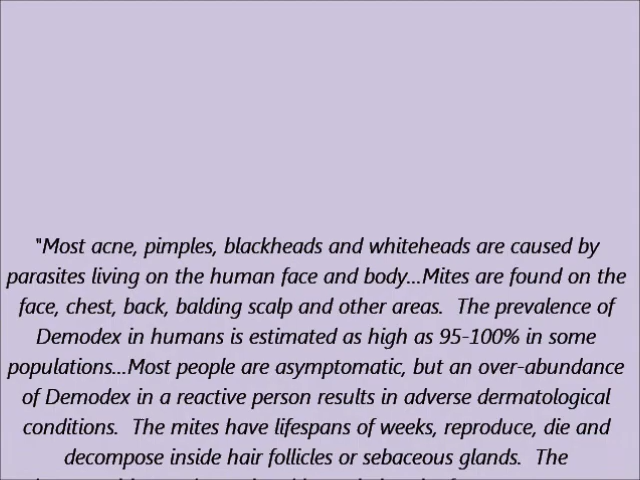 "Most acne, pimples, blackheads and whiteheads are caused by
parasites living on the human face and body...Mites are found on the
face, chest, back, balding scalp and other areas.  The prevalence of
Demodex in humans is estimated as high as 95-100% in some
populations...Most people are asymptomatic, but an over-abundance
of Demodex in a reactive person results in adverse dermatological
conditions.  The mites have lifespans of weeks, reproduce, die and
decompose inside hair follicles or sebaceous glands.  The